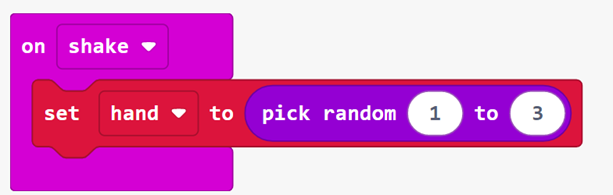 on shake
set hand to pick random 1 to 3